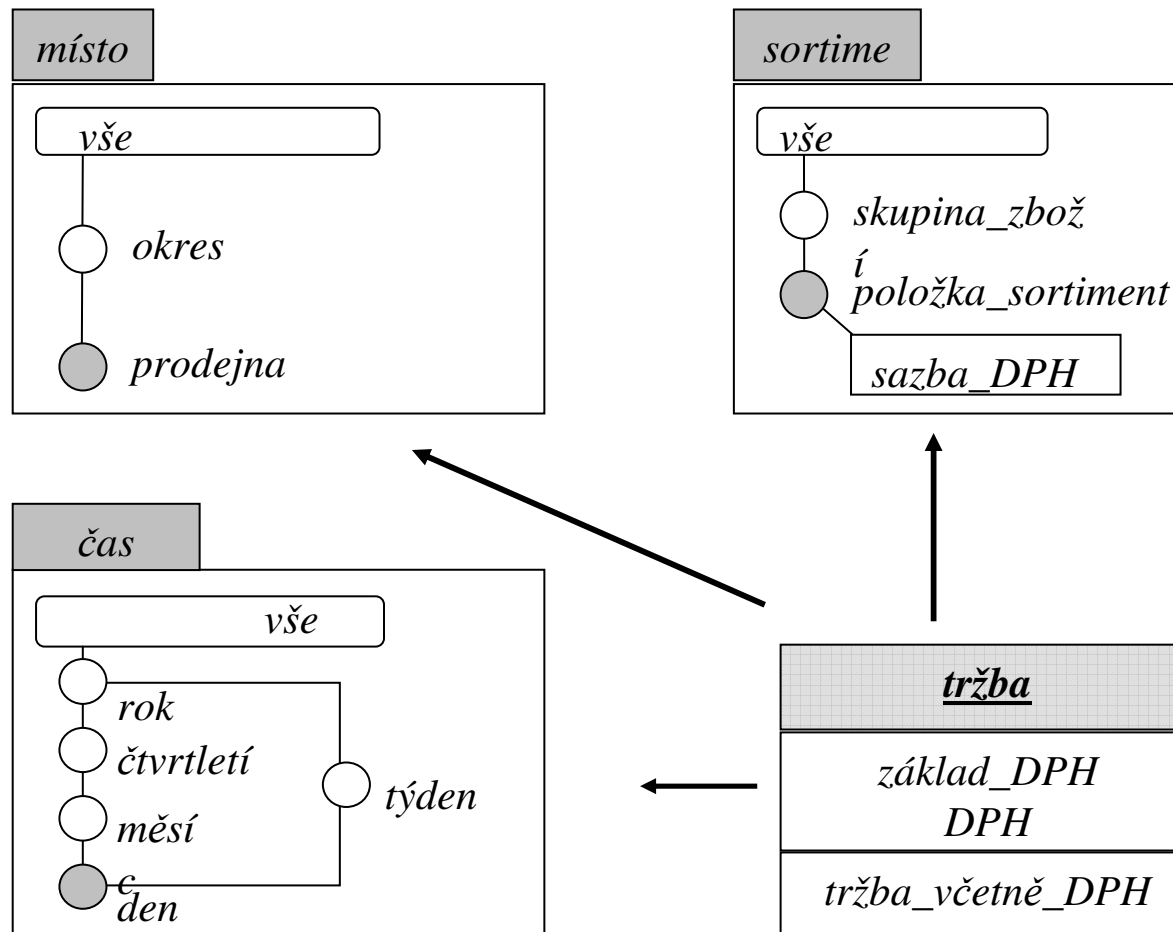 místo
vše
okres
prodejna
sortime
vše
skupina_zbož
í
položka_sortiment
sazba_DPH
čas
vše
rok
čtvrtletí
týden
měsí
c
den
tržba
základ_DPH
DPH
tržba_včetně_DPH